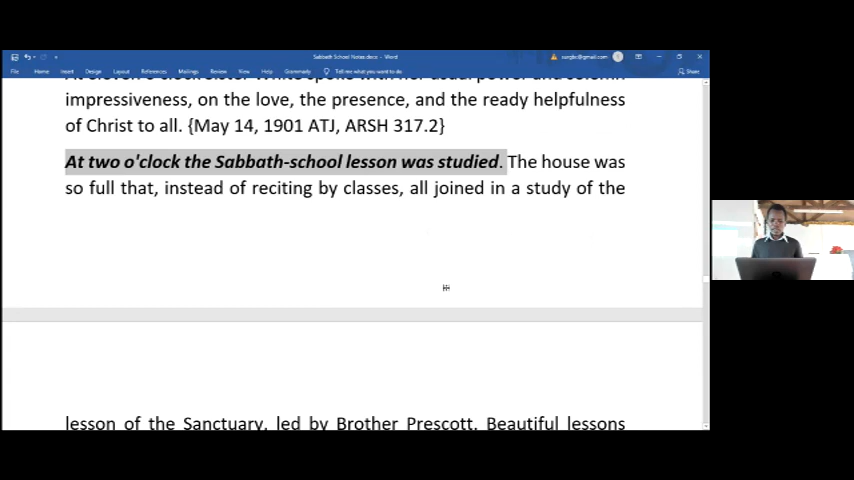 Sabbath School Notes.docx - Word
File Home Insert Design Layout References Mailings Review View Help Grammarly Tell me what you want to do Share
impressiveness, on the love, the presence, and the ready helpfulness
of Christ to all. {May 14, 1901 ATJ, ARSH 317.2}
At two o'clock the Sabbath-school lesson was studied. The house was
so full that, instead of reciting by classes, all joined in a study of the
lesson of the Sanctuary, led by Brother Prescott. Beautiful lessons